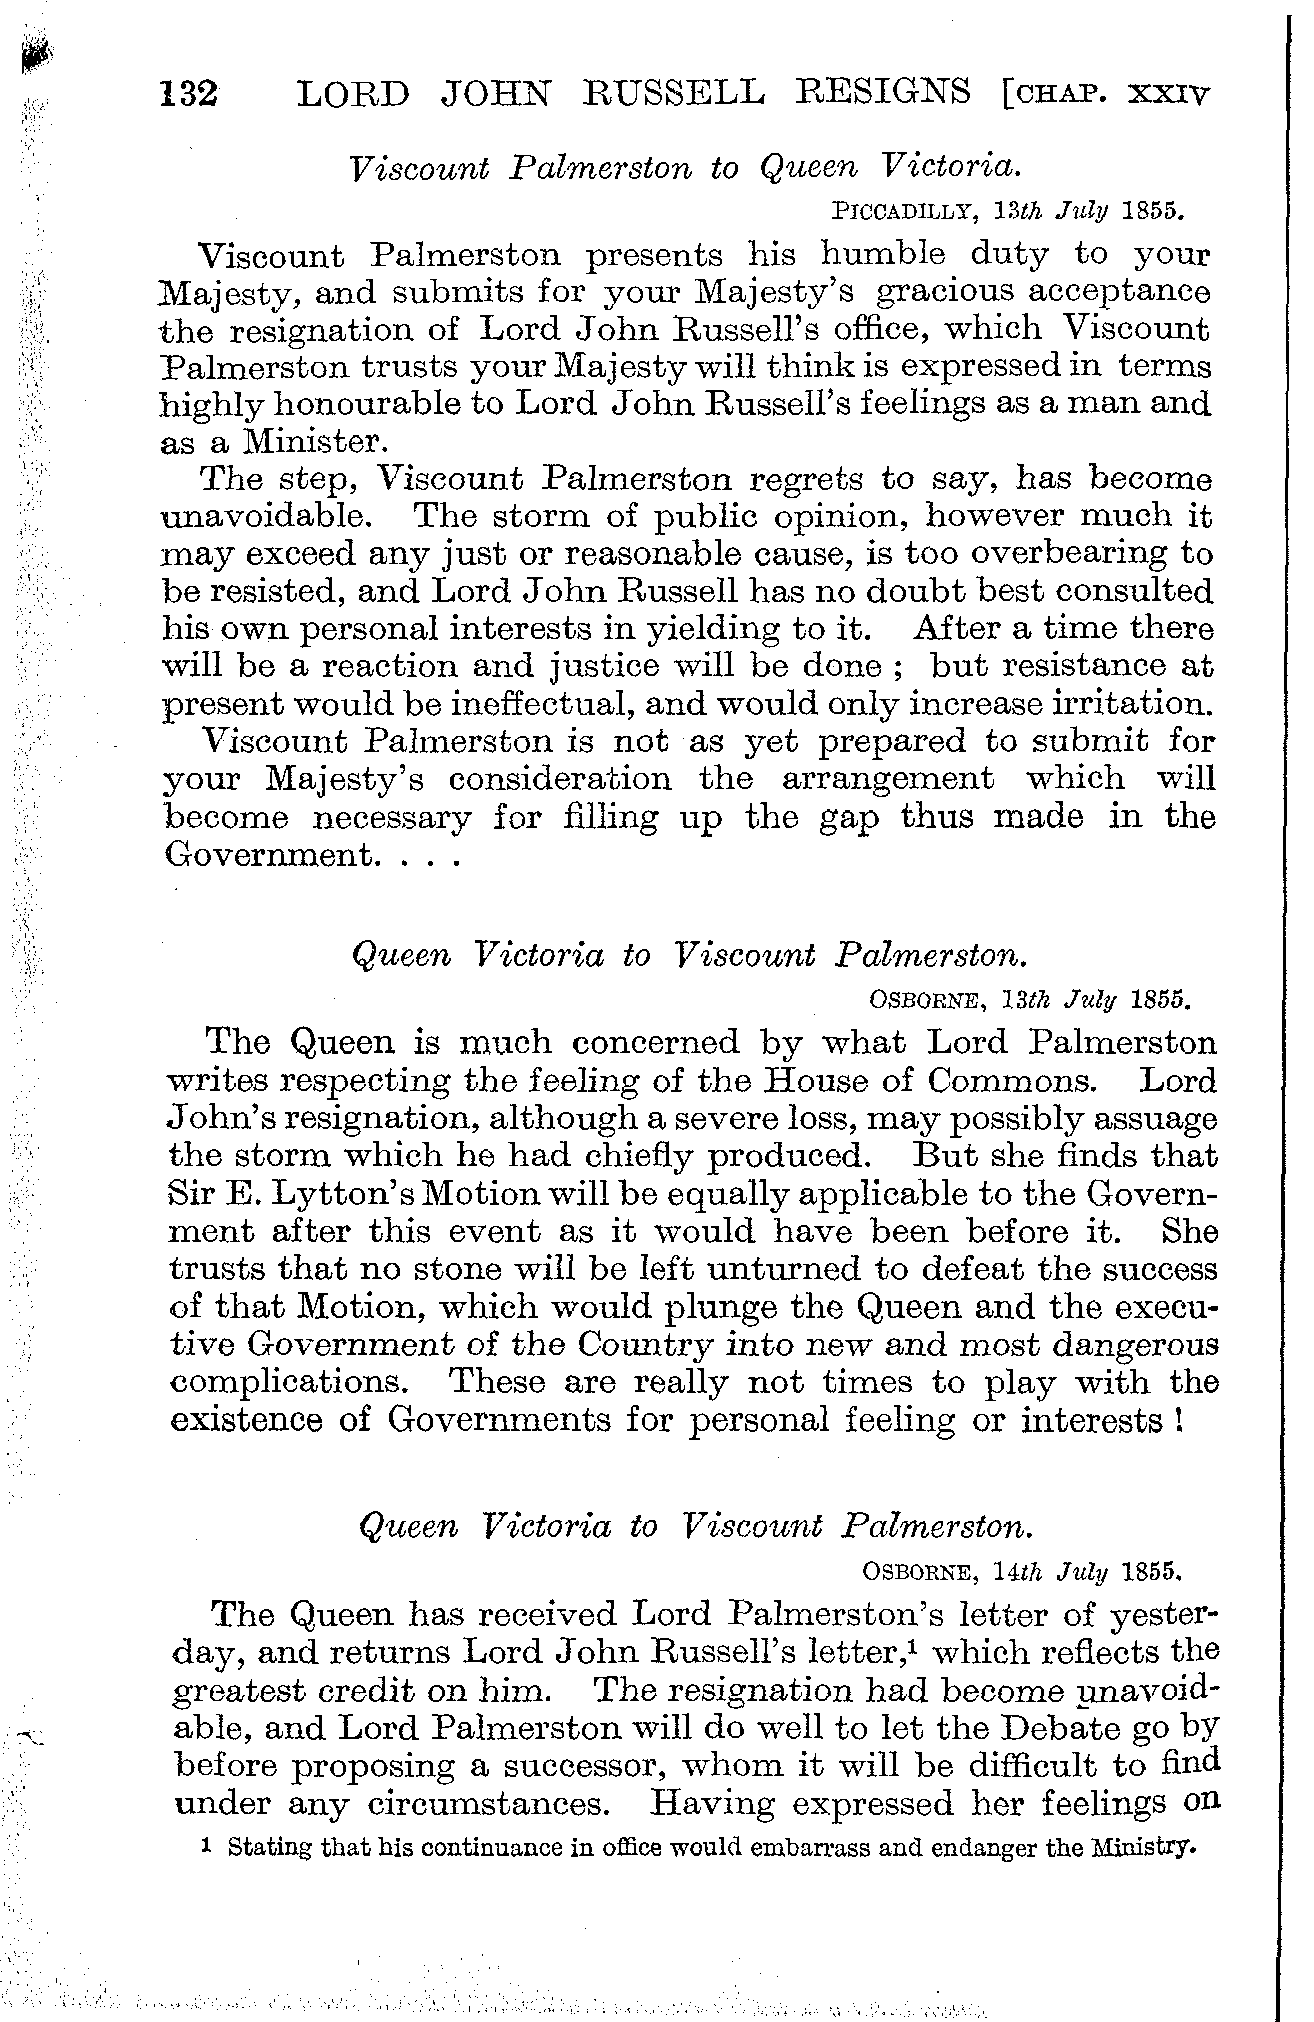 132 LORD JOHN RUSSELL RESIGNS [CHAP. XXIV
Viscount Palmerston to Queen Victoria.
PICCADILLY, 13th July 1855.
Viscount Palmerston presents his humble duty to your
Majesty, and submits for your Majesty's gracious acceptance
the resignation of Lord John Russell's office, which Viscount
Palmerston trusts your Majesty will think is expressed in terms
highly honourable to Lord John Russell's feelings as a man and
as a Minister.
The step, Viscount Palmerston regrets to say, has become
unavoidable. The storm of public opinion, however much it
may exceed any just or reasonable cause, is too overbearing to
be resisted, and Lord John Russell has no doubt best consulted
his own personal interests in yielding to it. After a time there
will be a reaction and justice will be done ; but resistance at
present would be ineffectual, and would only increase irritation.
Viscount Palmerston is not as yet prepared to submit for
your Majesty's consideration the arrangement which will
become necessary for filling up the gap thus made in the
Government. . . .
Queen Victoria to Viscount Palmerston.
OSBORNE, 13th July 1855.
The Queen is much concerned by what Lord Palmerston
writes respecting the feeling of the House of Commons. Lord
John's resignation, although a severe loss, may possibly assuage
the storm which he had chiefly produced. But she finds that
Sir E. Lytton's Motion will be equally applicable to the Govern-
ment after this event as it would have been before it. She
trusts that no stone will be left unturned to defeat the success
of that Motion, which would plunge the Queen and the execu-
tive Government of the Country into new and most dangerous
complications. These are really not times to play with the
existence of Governments for personal feeling or interests !
Queen Victoria to Viscount Palmerston.
OSBORNE, 14th July 1855.
The Queen has received Lord Palmerston's letter of yester-
day, and returns Lord John Russell's letter,¹ which reflects the
greatest credit on him. The resignation had become unavoid-
able, and Lord Palmerston will do well to let the Debate go by
before proposing a successor, whom it will be difficult to find
under any circumstances. Having expressed her feelings on
1 Stating that his continuance in office would embarrass and endanger the Ministry.